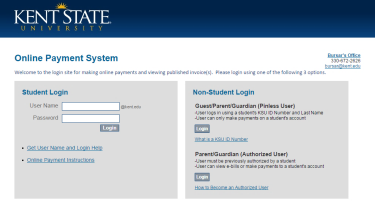 KENT STATE
UNIVERSITY
Online Payment System
Bursar's Office
330-672-2626
bursar@kent.edu
Welcome to the login site for making online payments and viewing published invoice(s). Please login using one of the following 3 options.
Student Login
User Name
@kent.edu
Password
Login
Get User Name and Login Help
Online Payment Instructions
Non-Student Login
Guest/Parent/Guardian (Pinless User)
-User logs in using a student's KSU ID Number and Last Name
-User can only make payments on a student's account
Login
What is a KSU ID Number
Parent/Guardian (Authorized User)
-User must be previously authorized by a student
-User can view e-bills or make payments to a student's account
Login
How to Become an Authorized User